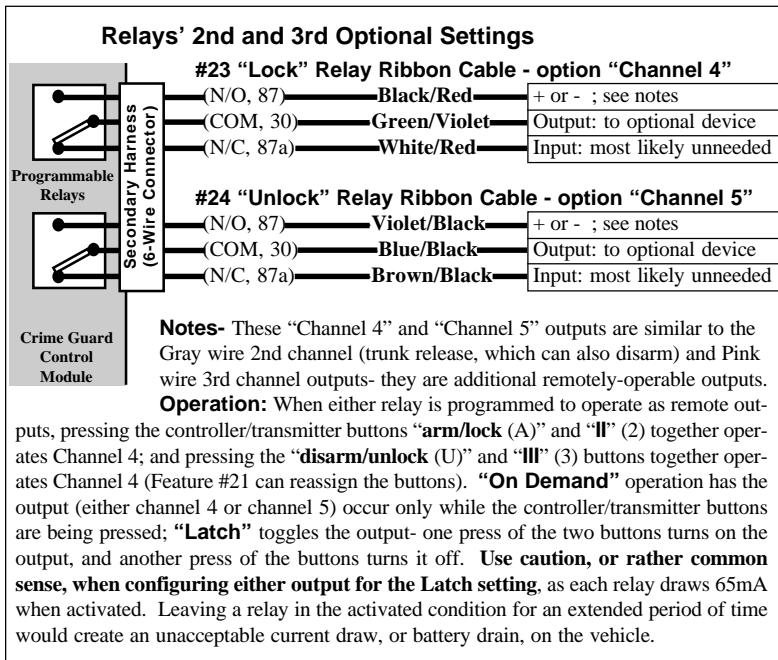 Relays' 2nd and 3rd Optional Settings
#23 “Lock” Relay Ribbon Cable - option “Channel 4”
(N/O, 87) Black/Red + or - ; see notes
(COM, 30) Green/Violet Output: to optional device
(N/C, 87a) White/Red Input: most likely unneeded
Programmable
Relays
Secondary Harness
(6-Wire Connector)
#24 “Unlock” Relay Ribbon Cable - option “Channel 5”
(N/O, 87) Violet/Black + or - ; see notes
(COM, 30) Blue/Black Output: to optional device
(N/C, 87a) Brown/Black Input: most likely unneeded
Crime Guard
Control
Module
Notes- These “Channel 4” and “Channel 5” outputs are similar to the
Gray wire 2nd channel (trunk release, which can also disarm) and Pink
wire 3rd channel outputs- they are additional remotely-operable outputs.
Operation: When either relay is programmed to operate as remote out-
puts, pressing the controller/transmitter buttons “arm/lock (A)” and “II” (2) together oper-
ates Channel 4; and pressing the “disarm/unlock (U)” and “III” (3) buttons together oper-
ates Channel 4 (Feature #21 can reassign the buttons). “On Demand” operation has the
output (either channel 4 or channel 5) occur only while the controller/transmitter buttons
are being pressed; “Latch” toggles the output- one press of the two buttons turns on the
output, and another press of the buttons turns it off. Use caution, or rather common
sense, when configuring either output for the Latch setting, as each relay draws 65mA
when activated. Leaving a relay in the activated condition for an extended period of time
would create an unacceptable current draw, or battery drain, on the vehicle.